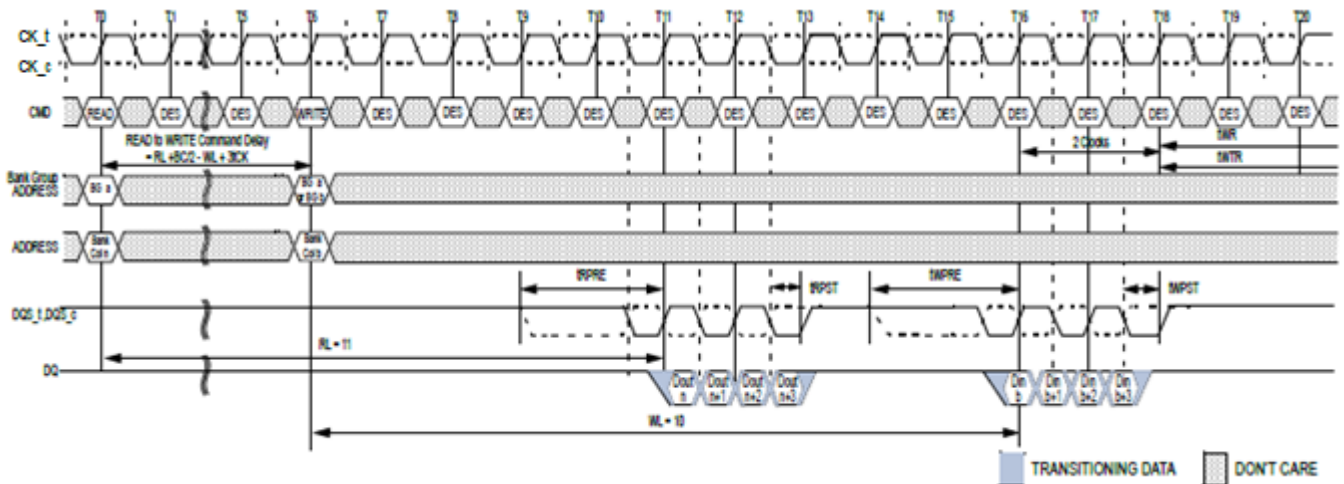 T0 T1 T5 T6 T7 T8 T9 T10 T11 T12 T13 T14 T15 T16 T17 T18 T19 T20
CK_t
CK_c
CMD READ DES DES WRITE DES DES DES DES DES DES DES DES DES DES DES DES DES DES
READ to WRITE Command Delay
= RL +BC/2 - WL + 3tCK
2 Clocks
tWR
tWTR
Bank Group
ADDRESS
BG a
BG a
or BG b
ADDRESS
Bank
Col n
Bank
Col b
tRPRE
tRPST
tWPRE
tWPST
DQS_t,DQS_c
RL = 11
DQ
Dout
n
Dout
n+1
Dout
n+2
Dout
n+3
Din
b
Din
b+1
Din
b+2
Din
b+3
WL = 10
TRANSITIONING DATA
DON'T CARE